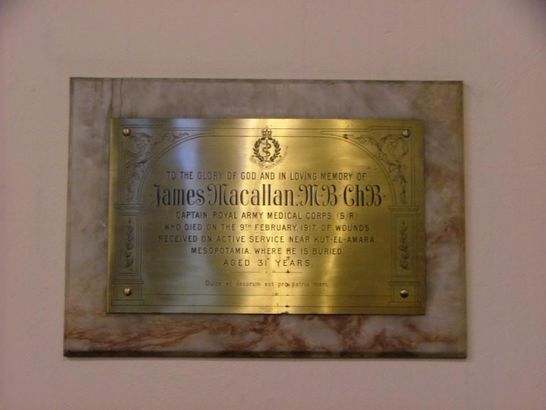 TO THE GLORY OF GOD AND IN LOVING MEMORY OF
James Macallan. M·B·Ch·B·
CAPTAIN ROYAL ARMY MEDICAL CORPS (S.R)
WHO DIED ON THE 9TH FEBRUARY 1917, OF WOUNDS
RECEIVED ON ACTIVE SERVICE NEAR KUT-EL-AMARA,
MESOPOTAMIA, WHERE HE IS BURIED.
AGED 31 YEARS.
Dulce et decorum est pro patria mori.